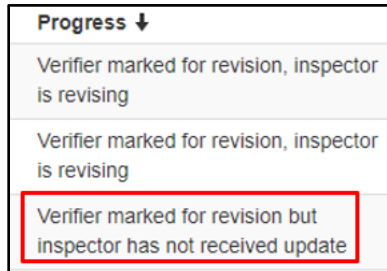 Progress ↓
Verifier marked for revision, inspector
is revising
Verifier marked for revision, inspector
is revising
Verifier marked for revision but
inspector has not received update